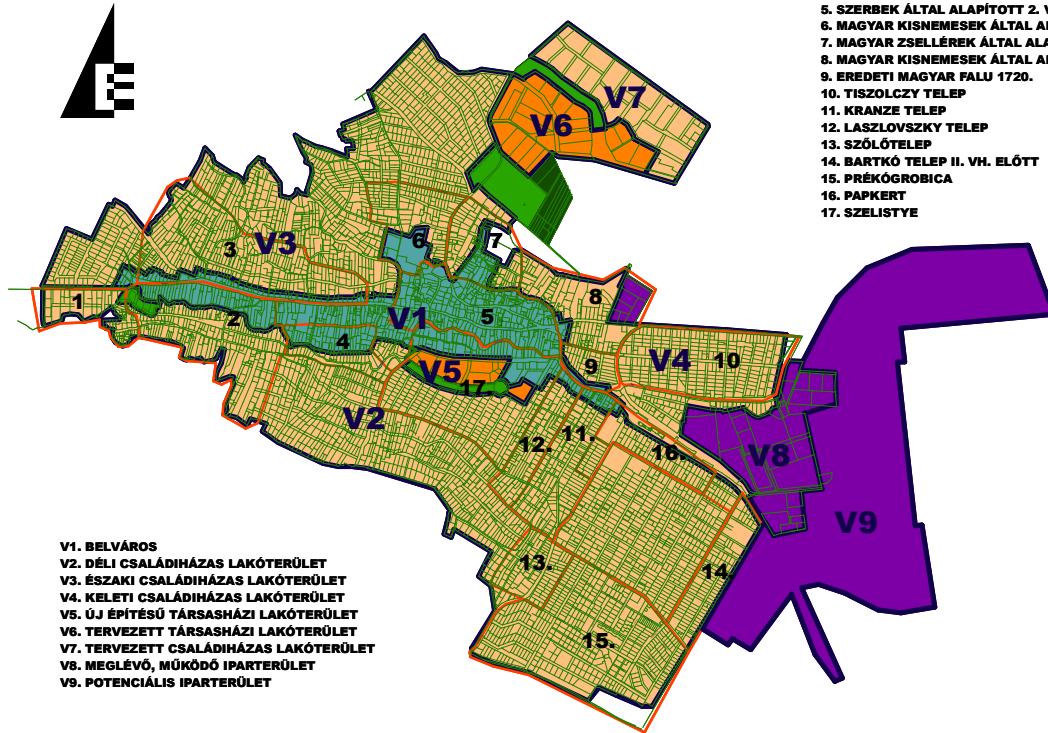 5. SZERBEK ÁLTAL ALAPÍTOTT 2.
6. MAGYAR KISNEMESEK ÁLTAL
7. MAGYAR ZSELLÉREK ÁLTAL
8. MAGYAR KISNEMESEK ÁLTAL
9. EREDETI MAGYAR FALU 1720.
10. TISZOLCZY TELEP
11. KRANZE TELEP
12. LASZLOVSZKY TELEP
13. SZŐLŐTELEP
14. BARTKÓ TELEP II. VH. ELŐTT
15. PRÉKÓGROBICA
16. PAPKERT
17. SZELISTYE
V7
V6
3
V3
6
7
1
2
4
V1
5
8
9
V4
10
V5
17.
V2
12.
11.
16.
V8
V9
13.
14.
15.
V1. BELVÁROS
V2. DÉLI CSALÁDIHÁZAS LAKÓTERÜLET
V3. ÉSZAKI CSALÁDIHÁZAS LAKÓTERÜLET
V4. KELETI CSALÁDIHÁZAS LAKÓTERÜLET
V5. ÚJ ÉPÍTÉSŰ TÁRSASHÁZI LAKÓTERÜLET
V6. TERVEZETT TÁRSASHÁZI LAKÓTERÜLET
V7. TERVEZETT CSALÁDIHÁZAS LAKÓTERÜLET
V8. MEGLÉVŐ, MŰKÖDŐ IPARTERÜLET
V9. POTENCIÁLIS IPARTERÜLET